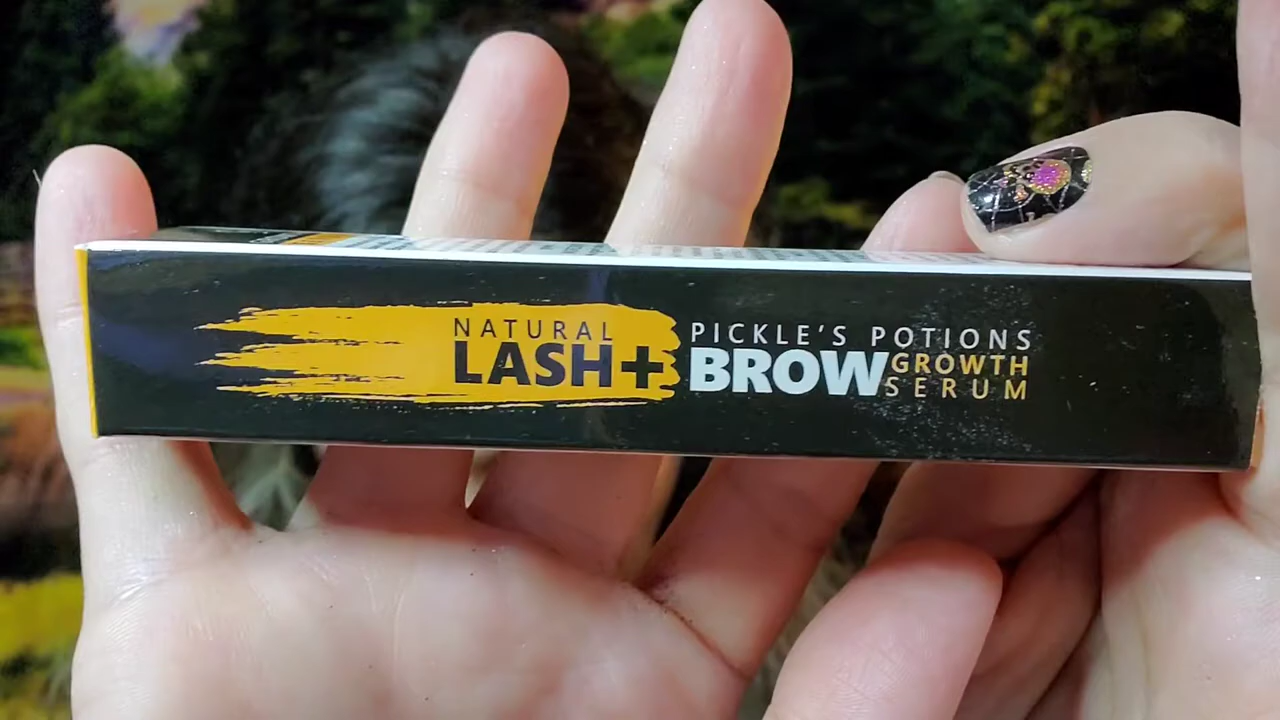 NATURAL
LASH+
PICKLE'S POTIONS
BROW GROWTH
SERUM